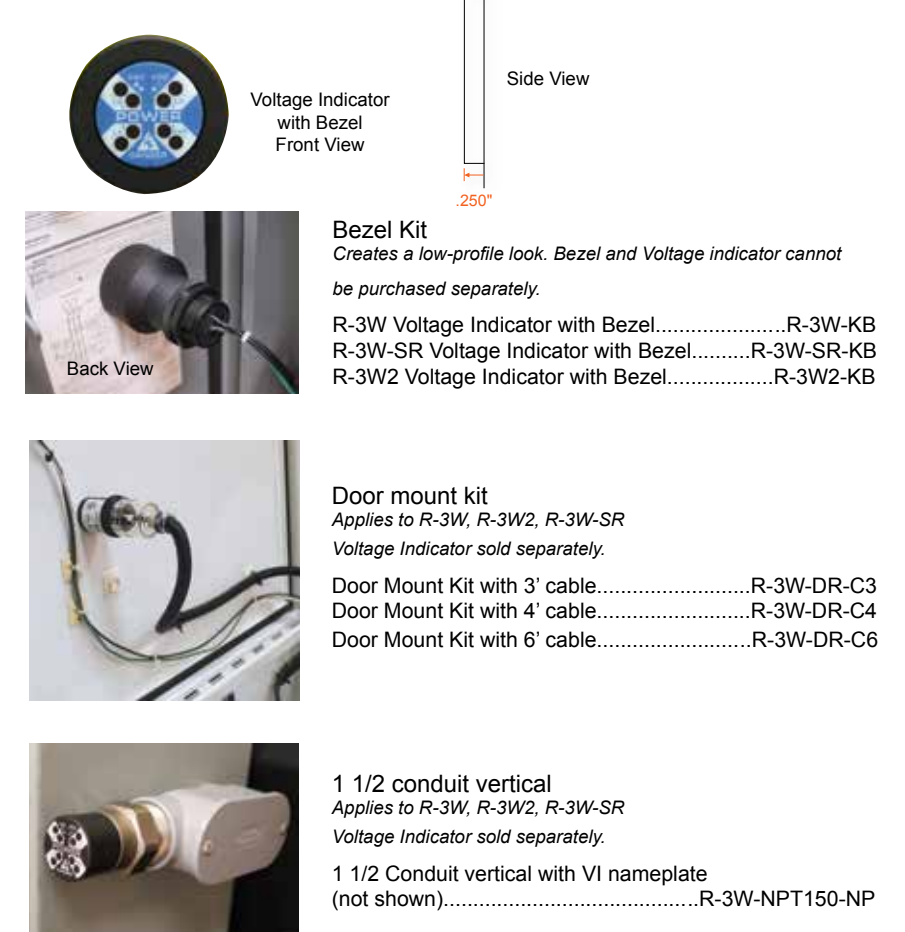 POWER
DANGER
Voltage Indicator
with Bezel
Front View
Side View
.250"
Back View
Bezel Kit
Creates a low-profile look. Bezel and Voltage indicator cannot
be purchased separately.
R-3W Voltage Indicator with Bezel......................R-3W-KB
R-3W-SR Voltage Indicator with Bezel..........R-3W-SR-KB
R-3W2 Voltage Indicator with Bezel..................R-3W2-KB
Door mount kit
Applies to R-3W, R-3W2, R-3W-SR
Voltage Indicator sold separately.
Door Mount Kit with 3’ cable..........................R-3W-DR-C3
Door Mount Kit with 4’ cable..........................R-3W-DR-C4
Door Mount Kit with 6’ cable..........................R-3W-DR-C6
1 1/2 conduit vertical
Applies to R-3W, R-3W2, R-3W-SR
Voltage Indicator sold separately.
1 1/2 Conduit vertical with VI nameplate
(not shown)...........................................R-3W-NPT150-NP